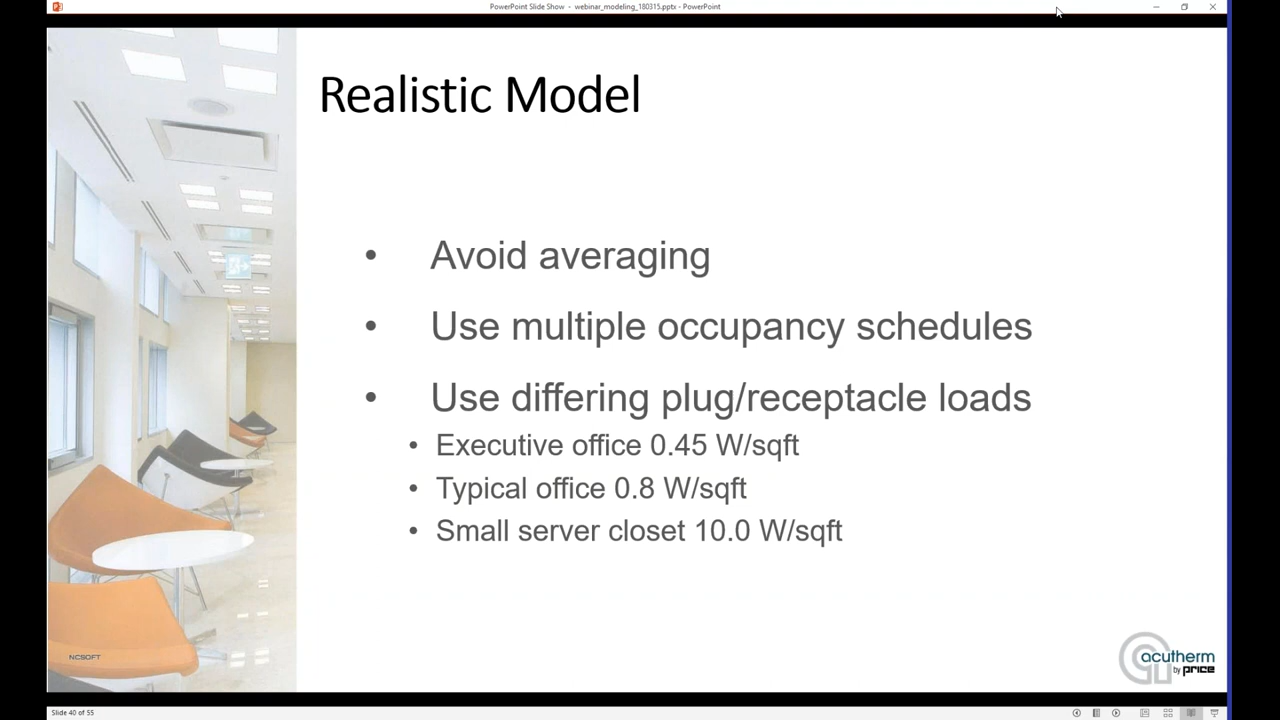 PowerPoint Slide Show - webinar_modeling_180315.pptx - PowerPoint
Realistic Model
• Avoid averaging
• Use multiple occupancy schedules
• Use differing plug/receptacle loads
• Executive office 0.45 W/sqft
• Typical office 0.8 W/sqft
• Small server closet 10.0 W/sqft
NCSOFT
acutherm
by PRICE
Slide 40 of 55